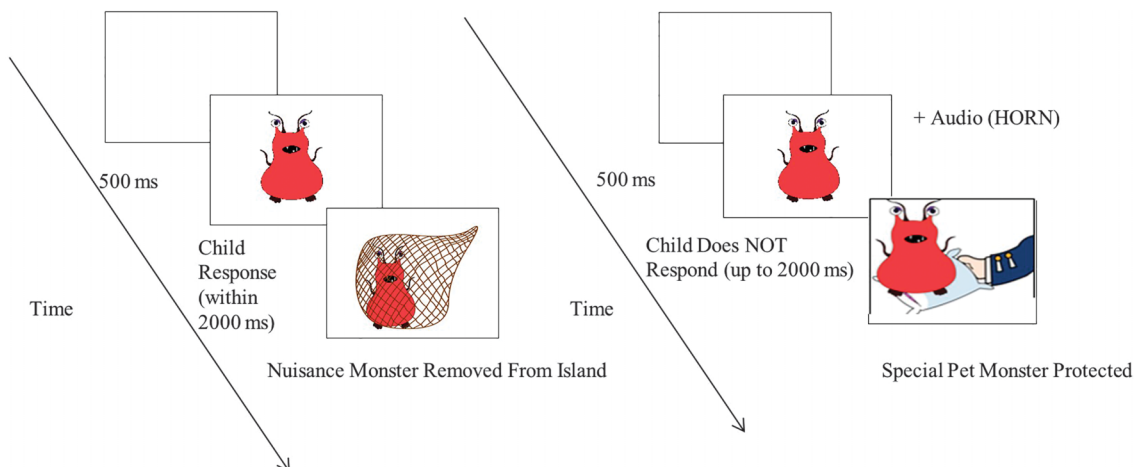 500 ms
Child
Response
(within
2000 ms)
Time
Nuisance Monster Removed From Island
+ Audio (HORN)
500 ms
Child Does NOT
Respond (up to 2000 ms)
Time
Special Pet Monster Protected